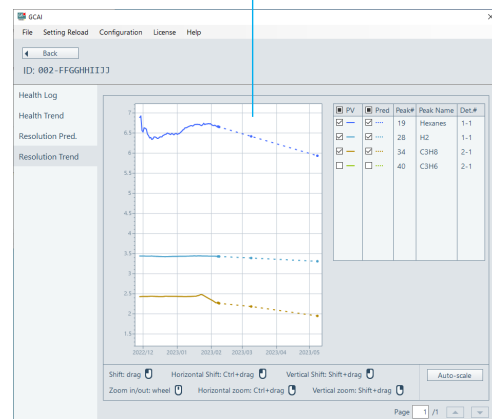 GCAI
File Setting Reload Configuration License Help
Back
ID: 002-FFGGHHIIJJ
Health Log
Health Trend
Resolution Pred.
Resolution Trend
7
6.5
6
5.5
5
4.5
4
3.5
3
2.5
2
1.5
2022/12 2023/01 2023/02 2023/03 2023/04 2023/05
PV Pred Peak# Peak Name Det.#
19 Hexanes 1-1
28 H2 1-1
34 C3H8 2-1
40 C3H6 2-1
Shift: drag Horizontal Shift: Ctrl+drag Vertical Shift: Shift+drag
Zoom in/out: wheel Horizontal zoom: Ctrl+drag Vertical zoom: Shift+drag
Auto-scale
Page 1 /1